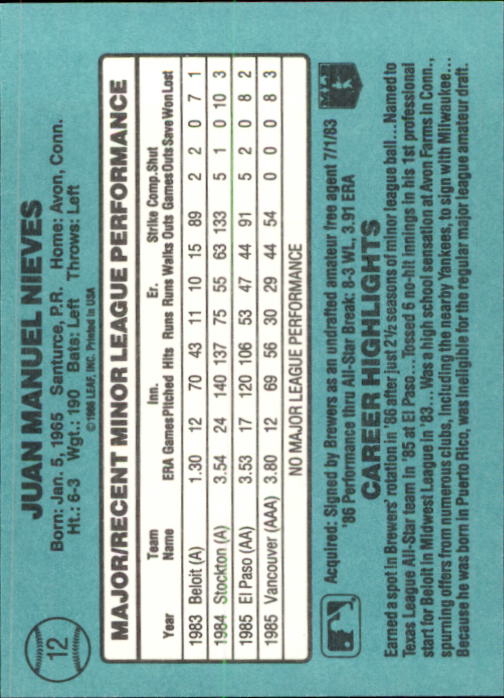 12
JUAN MANUEL NIEVES
Born: Jan. 5, 1965 Santurce, P.R. Home: Avon, Conn.
Ht.: 6-3 Wgt.: 190 Bats: Left Throws: Left
© 1986 LEAF, INC. Printed in USA
MAJOR/RECENT MINOR LEAGUE PERFORMANCE
Team Inn. Er. Strike Comp. Shut
Year Name ERA Games Pitched Hits Runs Runs Walks Outs Games Outs Save Won Lost
1983 Beloit (A) 1.30 12 70 43 11 10 15 89 2 2 0 7 1
1984 Stockton (A) 3.54 24 140 137 75 55 63 133 5 1 0 10 3
1985 El Paso (AA) 3.53 17 120 106 53 47 44 91 5 2 0 8 2
1985 Vancouver (AAA) 3.80 12 69 56 30 29 44 54 0 0 0 8 3
NO MAJOR LEAGUE PERFORMANCE
Acquired: Signed by Brewers as an undrafted amateur free agent 7/1/83
'86 Performance thru All-Star Break: 8-3 WL, 3.91 ERA
MLB
CAREER HIGHLIGHTS
Earned a spot in Brewers' rotation in '86 after just 2½ seasons of minor league ball...Named to
Texas League All-Star team in '85 at El Paso...Tossed 6 no-hit innings in his 1st professional
start for Beloit in Midwest League in '83...Was a high school sensation at Avon Farms in Conn.,
spurning offers from numerous clubs, including the nearby Yankees, to sign with Milwaukee...
Because he was born in Puerto Rico, was ineligible for the regular major league amateur draft.